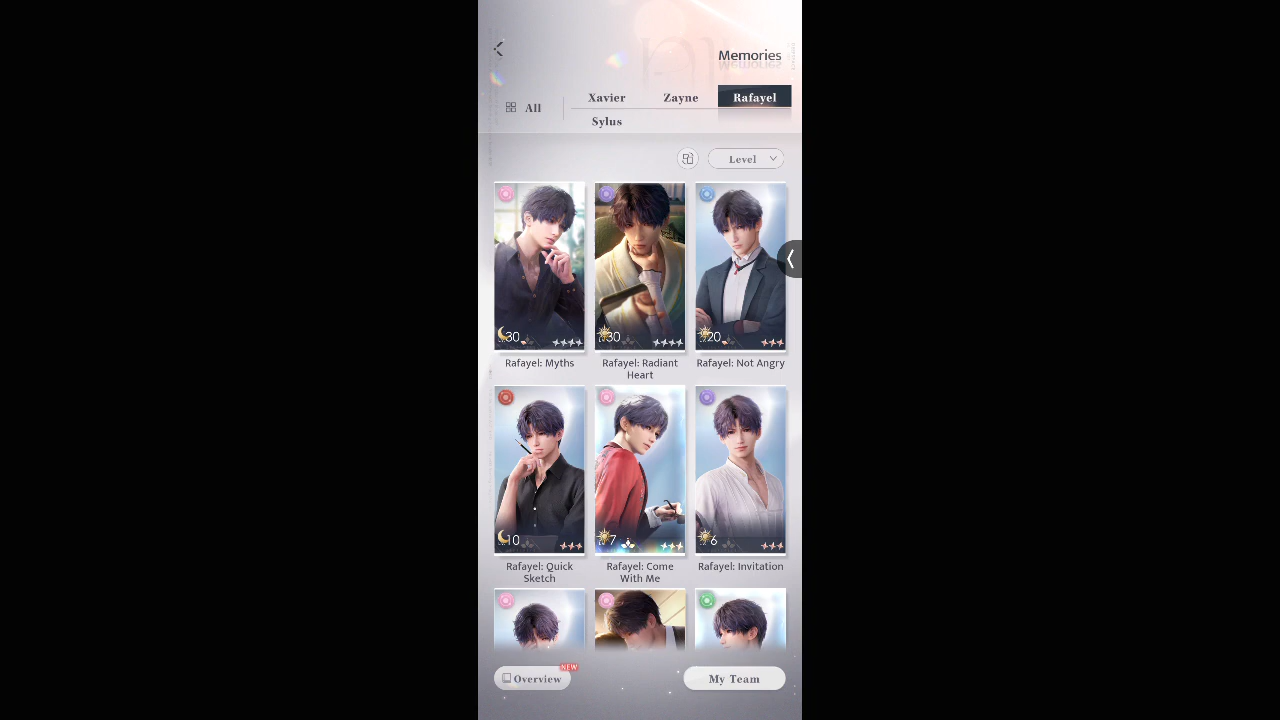 Memories
All
Xavier
Zayne
Rafayel
Sylus
Level
30
30
20
Rafayel: Myths
Rafayel: Radiant
Heart
Rafayel: Not Angry
10
7
6
Rafayel: Quick
Sketch
Rafayel: Come
With Me
Rafayel: Invitation
NEW
Overview
My Team